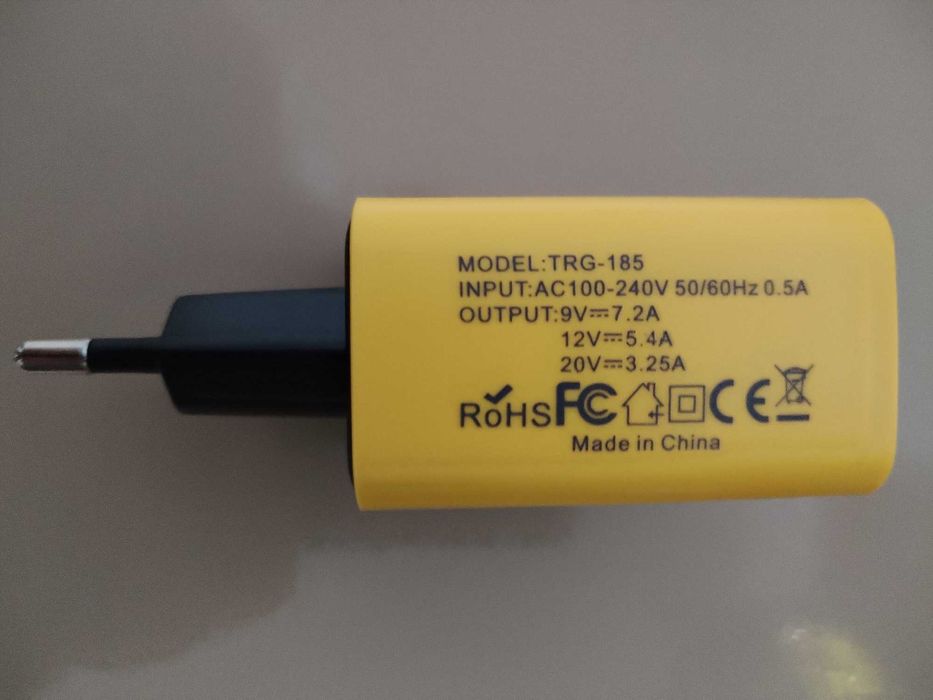 MODEL:TRG-185
INPUT:AC100-240V 50/60Hz 0.5A
OUTPUT:9V⎓7.2A
12V⎓5.4A
20V⎓3.25A
RoHS FC CE
Made in China